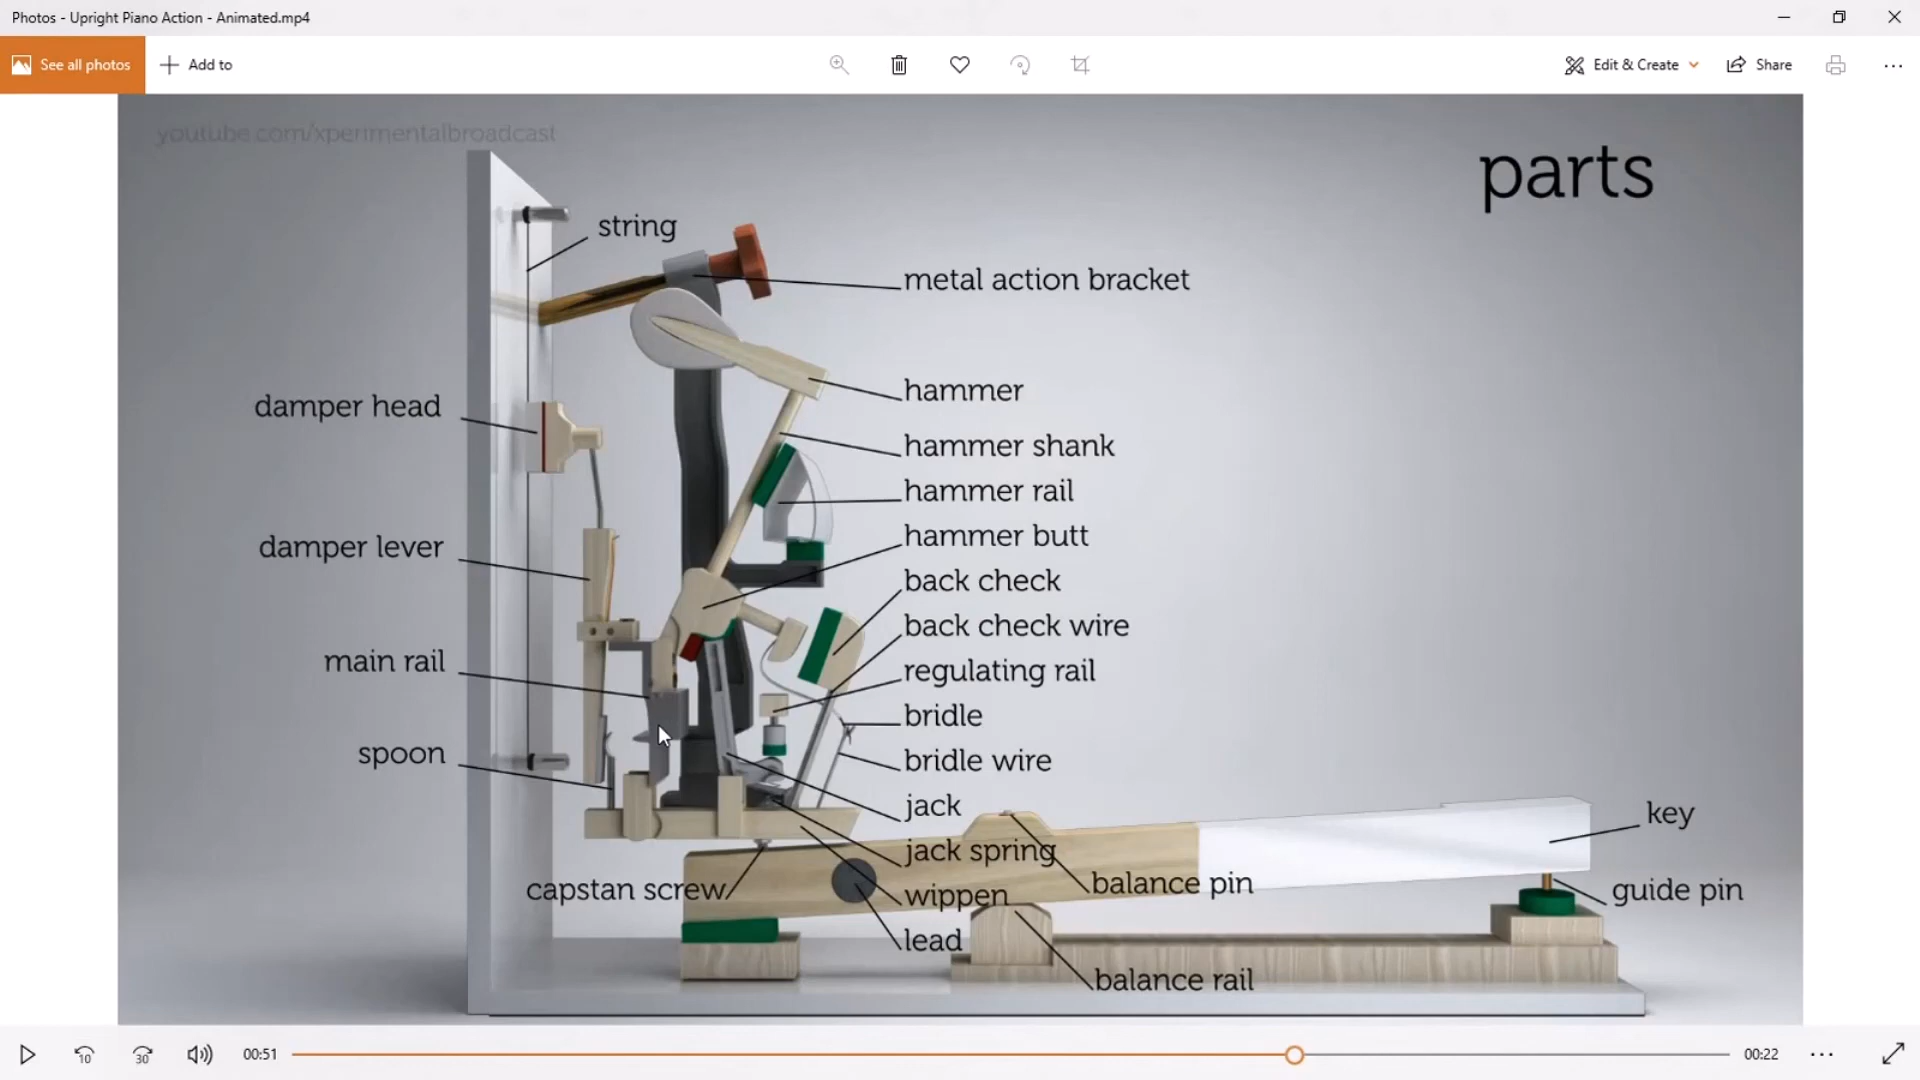 Photos - Upright Piano Action - Animated.mp4
See all photos
Add to
Edit & Create
Share
youtube.com/xperimentalbroadcast
parts
string
metal action bracket
damper head
hammer
hammer shank
hammer rail
damper lever
hammer butt
back check
back check wire
main rail
regulating rail
bridle
spoon
bridle wire
jack
key
jack spring
capstan screw
wippen
balance pin
guide pin
lead
balance rail
10
30
00:51
00:22